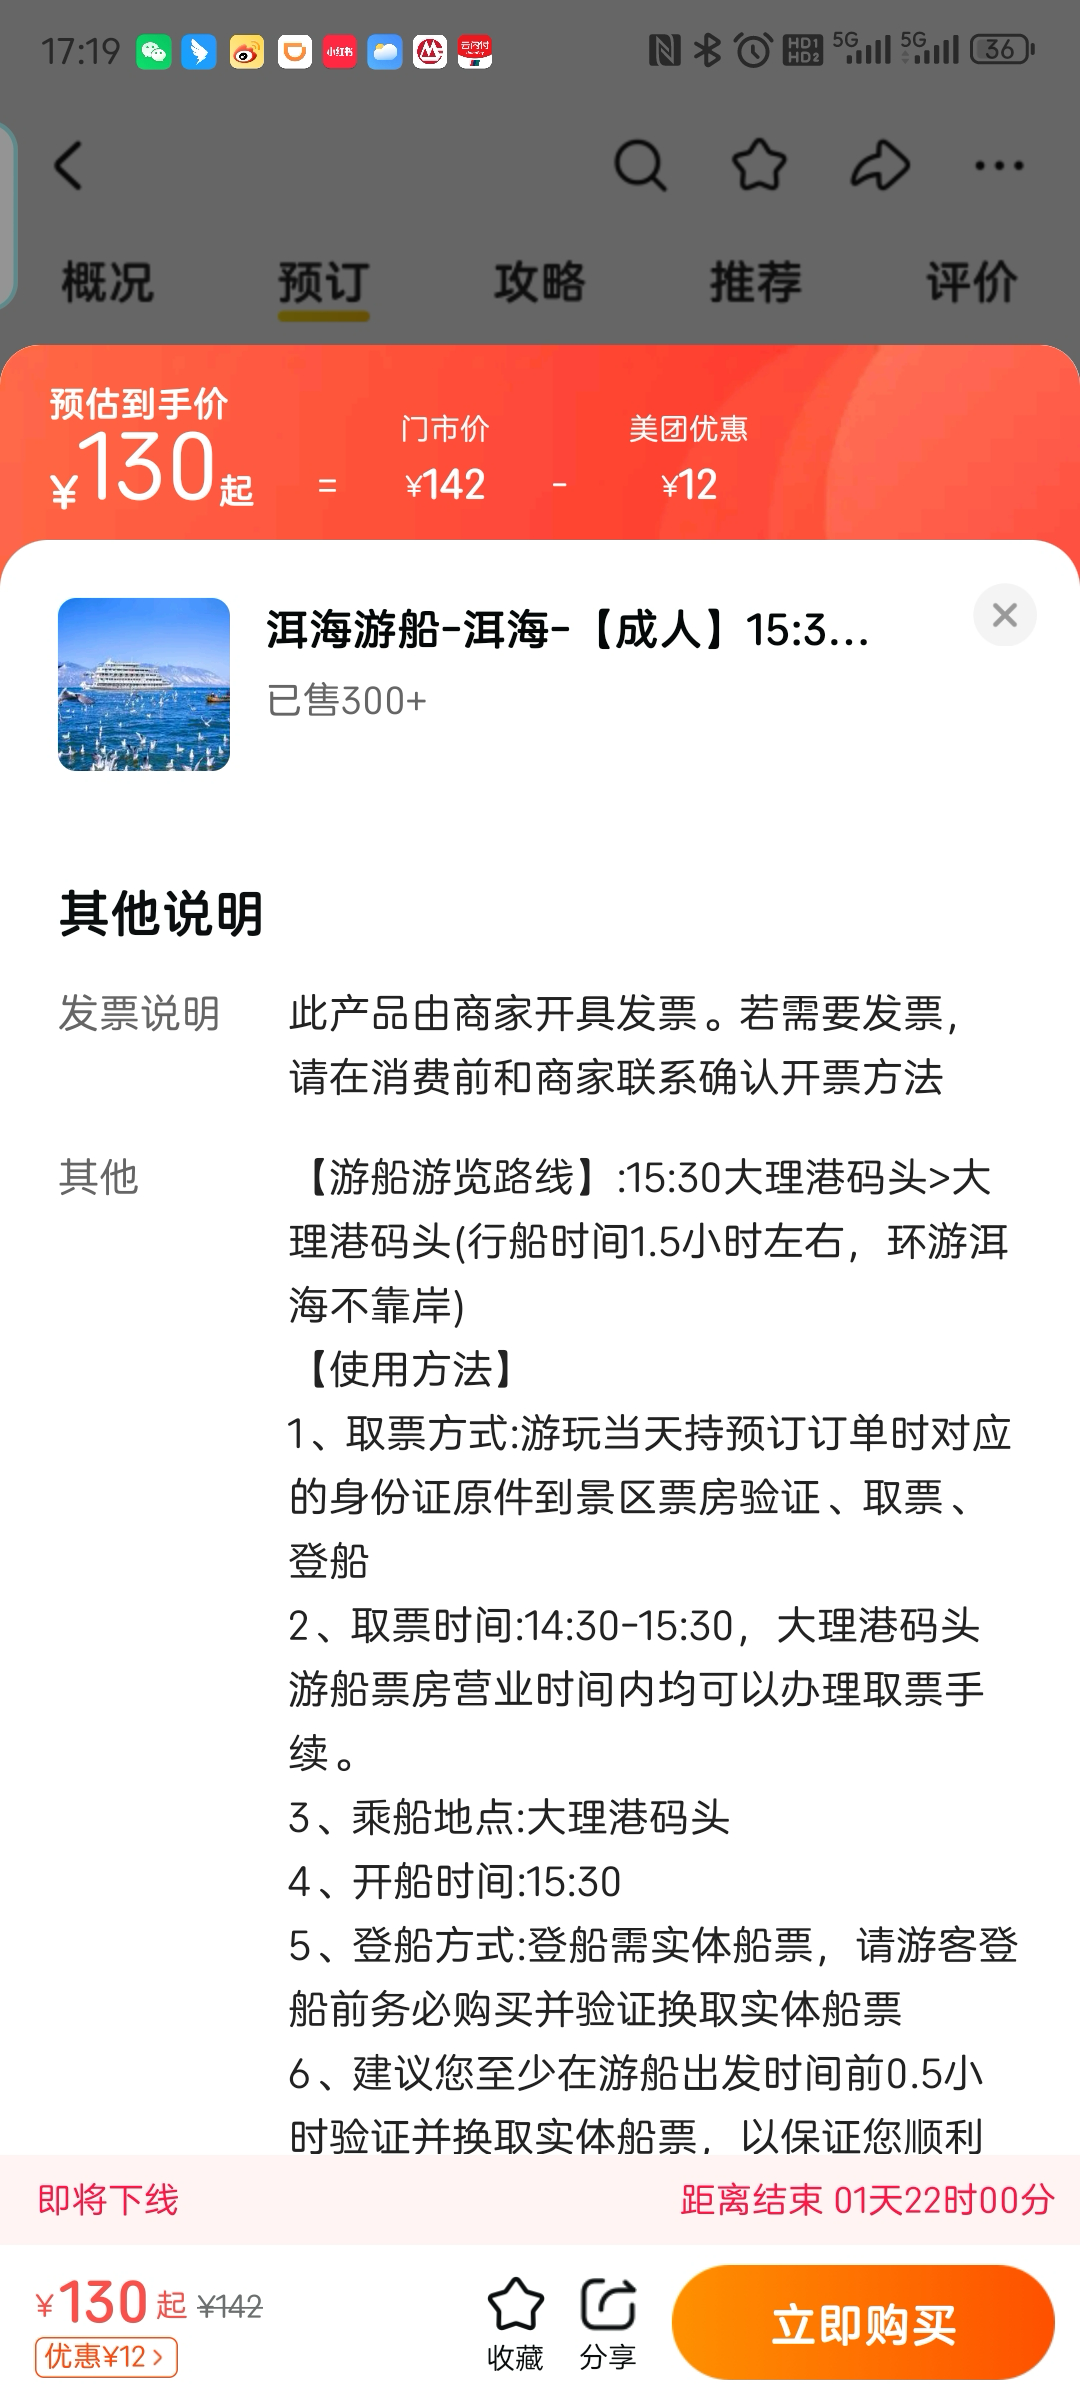 17:19
小红书
云闪付
HD1
HD2
5G
5G
36
概况
预订
攻略
推荐
评价
预估到手价
¥130起
=
门市价
¥142
-
美团优惠
¥12
洱海游船-洱海-【成人】15:3...
已售300+
其他说明
发票说明
此产品由商家开具发票。若需要发票，
请在消费前和商家联系确认开票方法
其他
【游船游览路线】:15:30大理港码头>大
理港码头(行船时间1.5小时左右，环游洱
海不靠岸)
【使用方法】
1、取票方式:游玩当天持预订订单时对应
的身份证原件到景区票房验证、取票、
登船
2、取票时间:14:30-15:30，大理港码头
游船票房营业时间内均可以办理取票手
续。
3、乘船地点:大理港码头
4、开船时间:15:30
5、登船方式:登船需实体船票，请游客登
船前务必购买并验证换取实体船票
6、建议您至少在游船出发时间前0.5小
时验证并换取实体船票，以保证您顺利
即将下线
距离结束 01天22时00分
¥130起 ¥142
优惠¥12
收藏
分享
立即购买